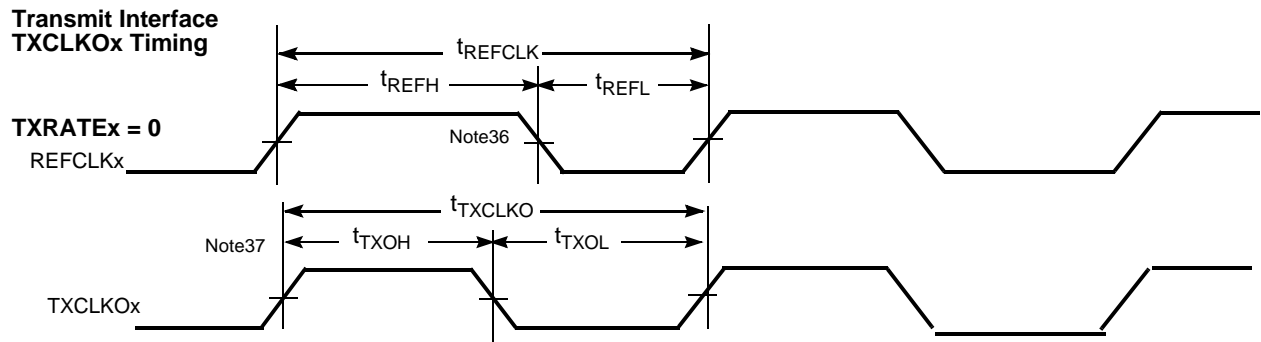 Transmit Interface
TXCLKOx Timing
tREFCLK
tREFH
tREFL
TXRATEx = 0
Note36
REFCLKx
tTXCLKO
Note37
tTXOH
tTXOL
TXCLKOx